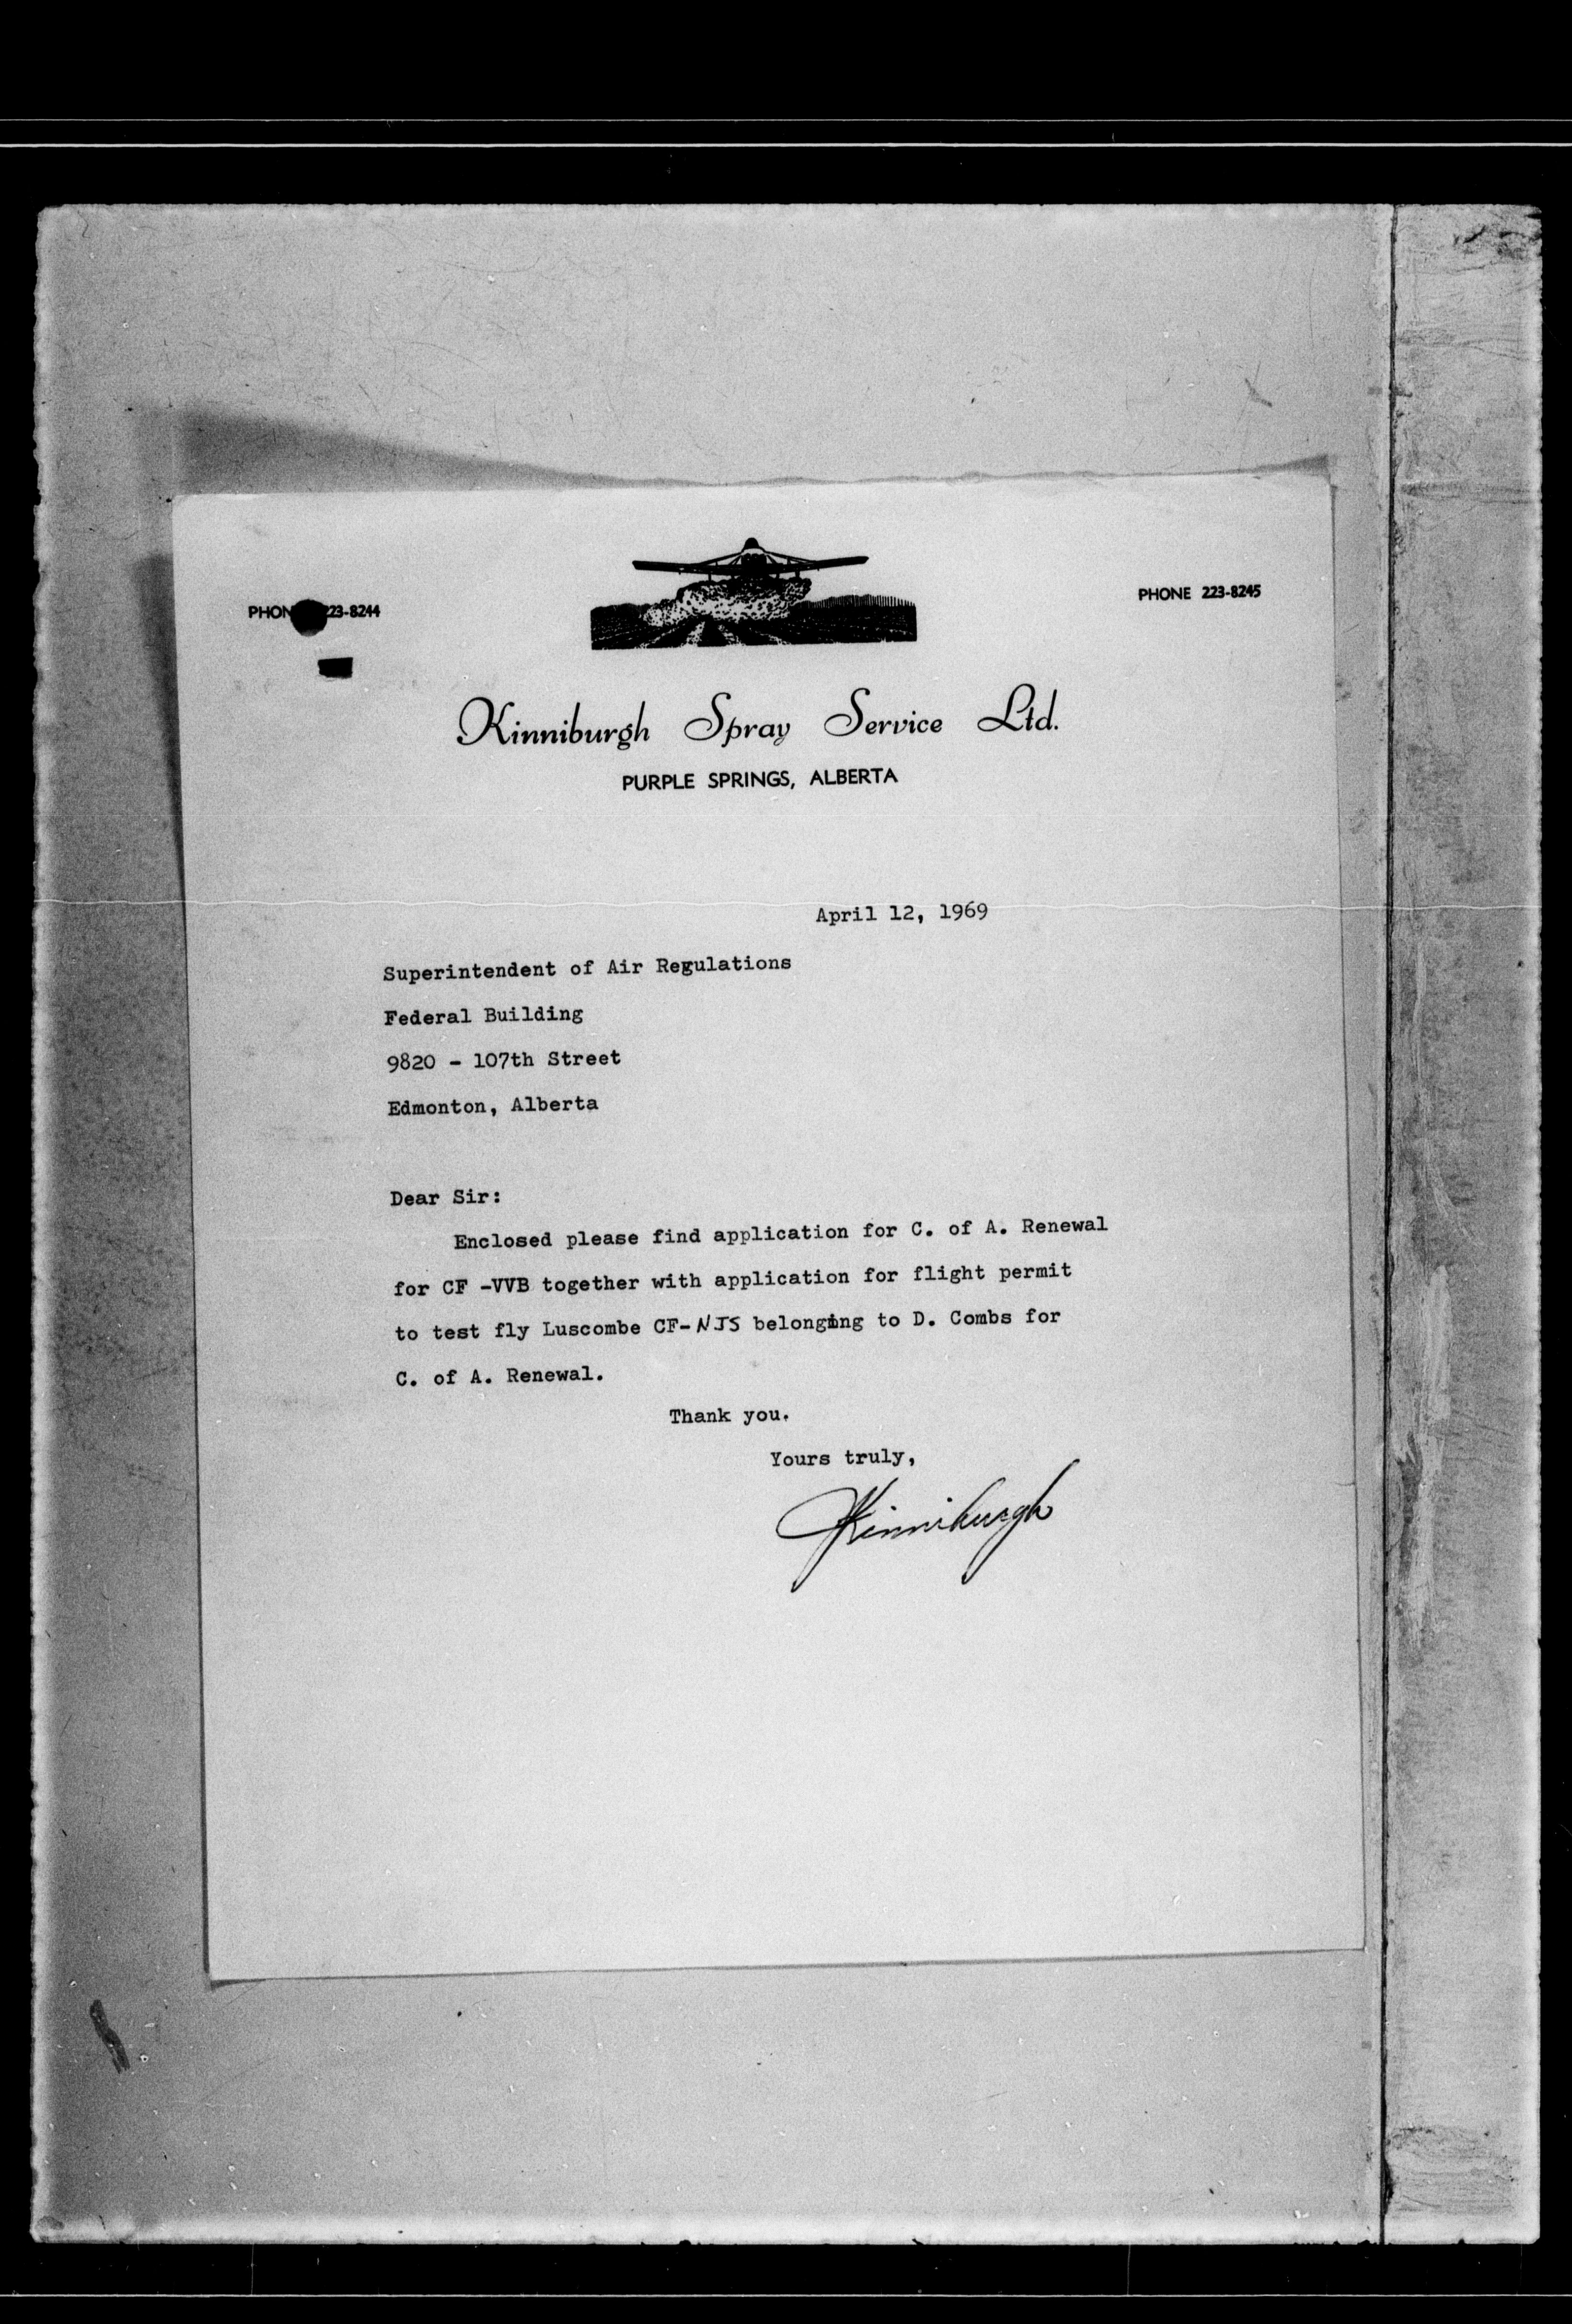 PHONE 223-8244
PHONE 223-8245
Kinniburgh Spray Service Ltd.
PURPLE SPRINGS, ALBERTA
April 12, 1969
Superintendent of Air Regulations
Federal Building
9820 - 107th Street
Edmonton, Alberta
Dear Sir:
Enclosed please find application for C. of A. Renewal
for CF -VVB together with application for flight permit
to test fly Luscombe CF-NJS belonging to D. Combs for
C. of A. Renewal.
Thank you.
Yours truly,
Kinniburgh